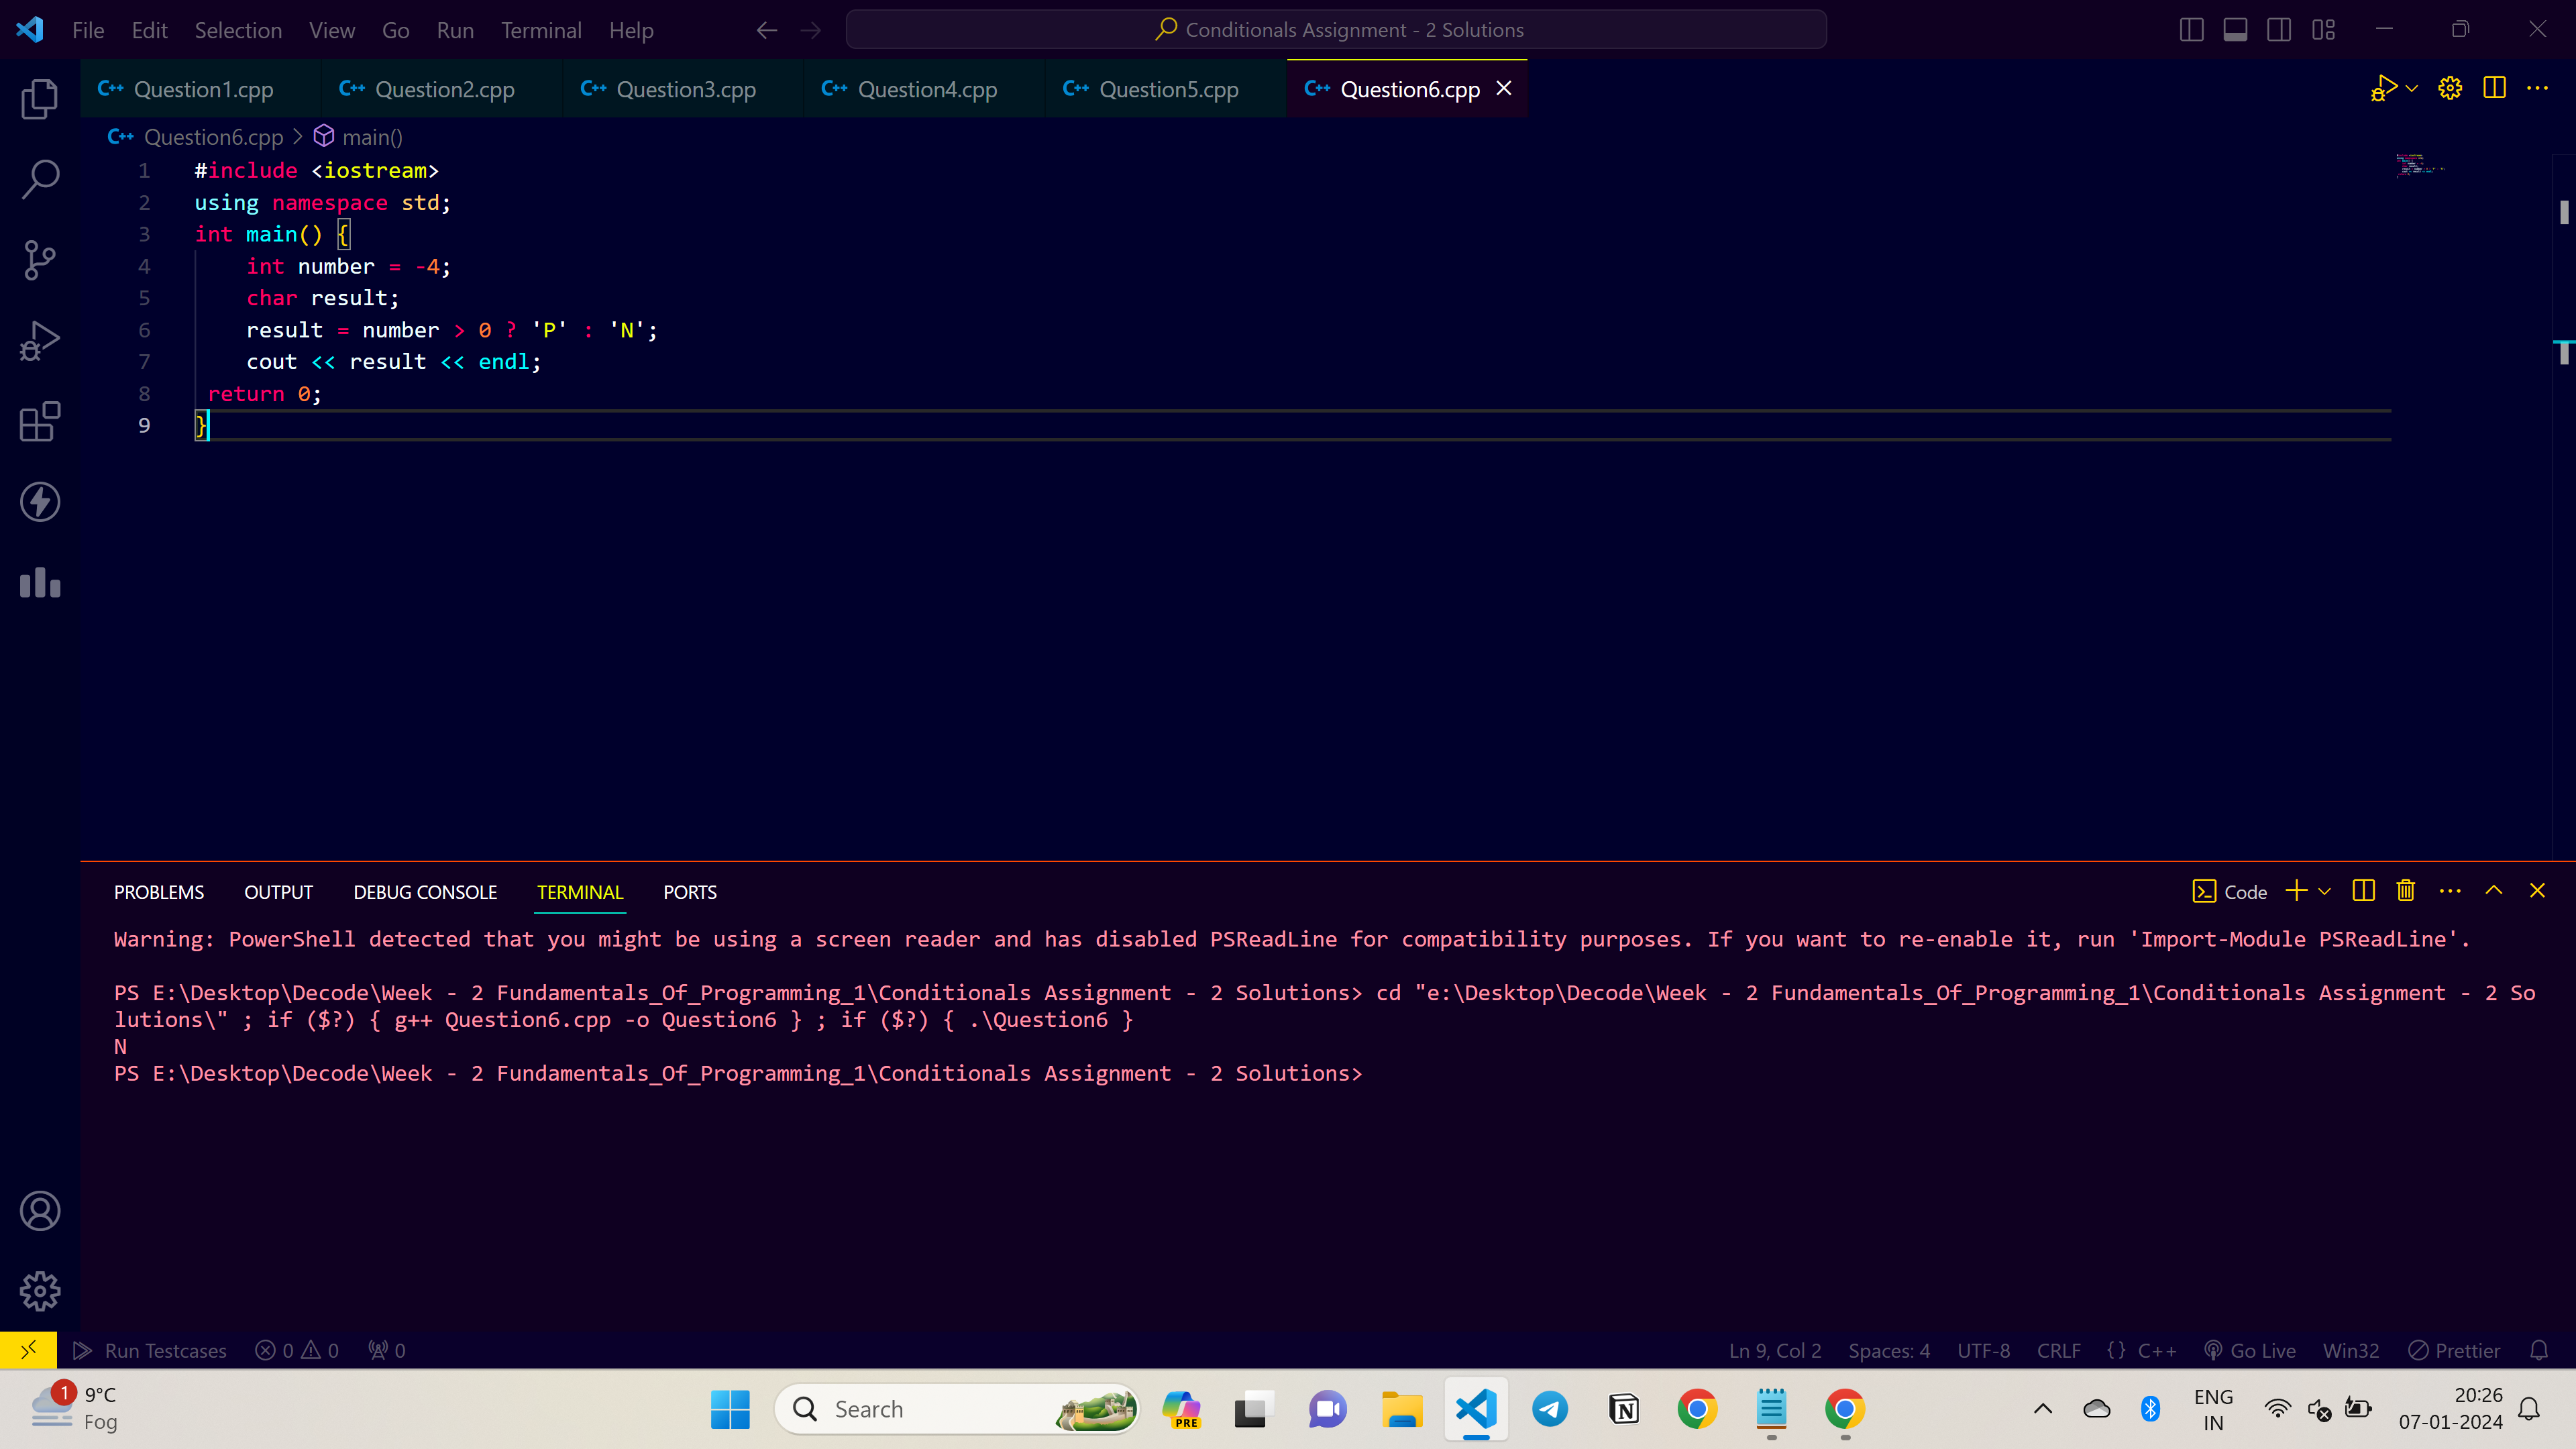 File Edit Selection View Go Run Terminal Help Conditionals Assignment - 2 Solutions
C++ Question1.cpp C++ Question2.cpp C++ Question3.cpp C++ Question4.cpp C++ Question5.cpp C++ Question6.cpp
C++ Question6.cpp > main()
1 #include <iostream>
2 using namespace std;
3 int main() {
4 int number = -4;
5 char result;
6 result = number > 0 ? 'P' : 'N';
7 cout << result << endl;
8 return 0;
9 }
PROBLEMS OUTPUT DEBUG CONSOLE TERMINAL PORTS Code
Warning: PowerShell detected that you might be using a screen reader and has disabled PSReadLine for compatibility purposes. If you want to re-enable it, run 'Import-Module PSReadLine'.
PS E:\Desktop\Decode\Week - 2 Fundamentals_Of_Programming_1\Conditionals Assignment - 2 Solutions> cd "e:\Desktop\Decode\Week - 2 Fundamentals_Of_Programming_1\Conditionals Assignment - 2 So
lutions\" ; if ($?) { g++ Question6.cpp -o Question6 } ; if ($?) { .\Question6 }
N
PS E:\Desktop\Decode\Week - 2 Fundamentals_Of_Programming_1\Conditionals Assignment - 2 Solutions>
Run Testcases 0 0 0 Ln 9, Col 2 Spaces: 4 UTF-8 CRLF {} C++ Go Live Win32 Prettier
1 9°C
Fog
Search
PRE
ENG
IN
20:26
07-01-2024